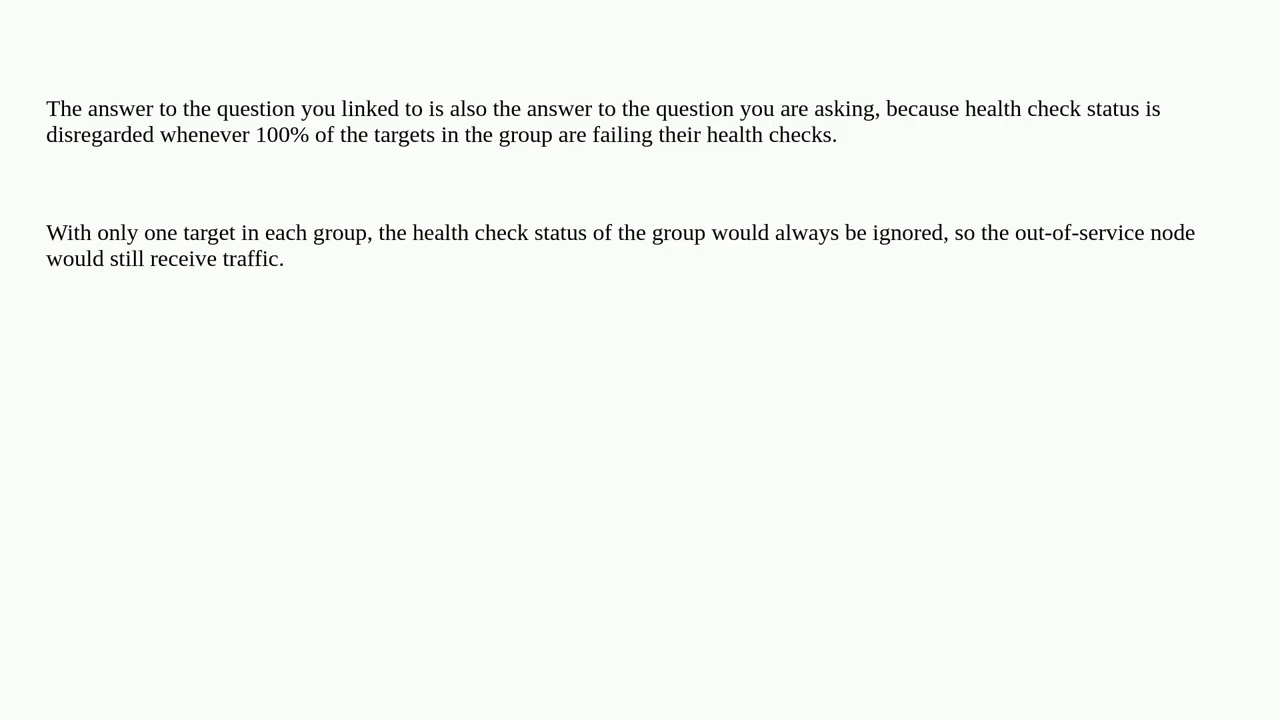 The answer to the question you linked to is also the answer to the question you are asking, because health check status is
disregarded whenever 100% of the targets in the group are failing their health checks.
With only one target in each group, the health check status of the group would always be ignored, so the out-of-service node
would still receive traffic.